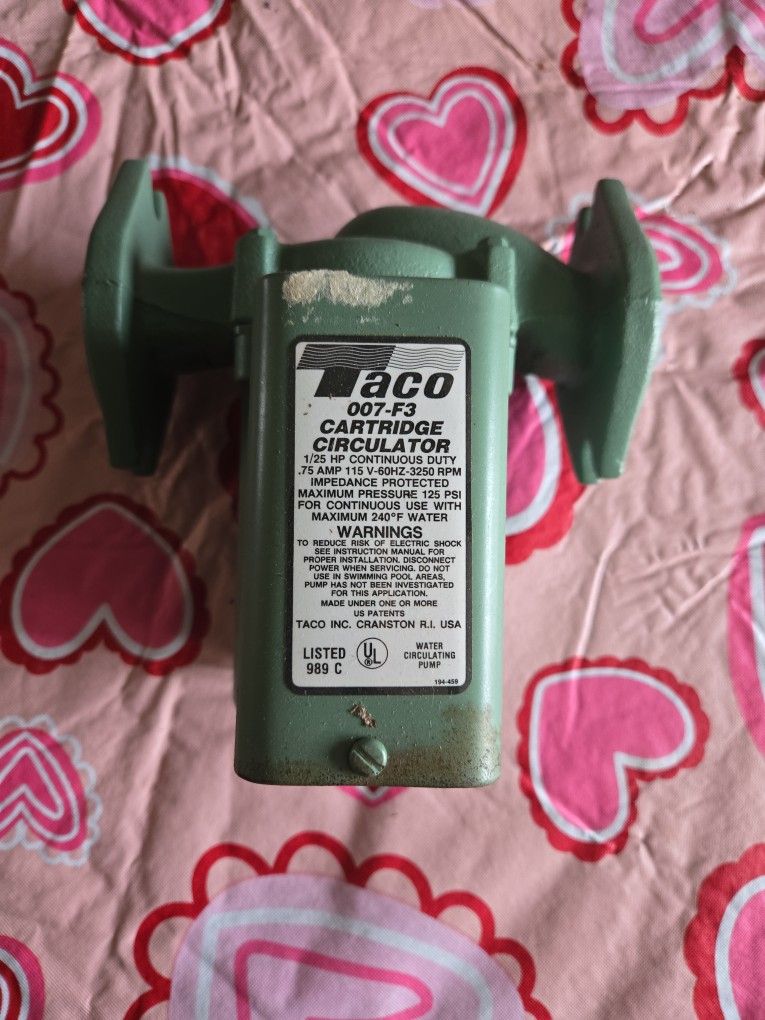 Taco
007-F3
CARTRIDGE
CIRCULATOR
1/25 HP CONTINUOUS DUTY
.75 AMP 115 V-60HZ-3250 RPM
IMPEDANCE PROTECTED
MAXIMUM PRESSURE 125 PSI
FOR CONTINUOUS USE WITH
MAXIMUM 240°F WATER
WARNINGS
TO REDUCE RISK OF ELECTRIC SHOCK
SEE INSTRUCTION MANUAL FOR
PROPER INSTALLATION. DISCONNECT
POWER WHEN SERVICING. DO NOT
USE IN SWIMMING POOL AREAS,
PUMP HAS NOT BEEN INVESTIGATED
FOR THIS APPLICATION.
MADE UNDER ONE OR MORE
US PATENTS
TACO INC. CRANSTON R.I. USA
LISTED
989 C
UL
®
WATER
CIRCULATING
PUMP
194-459